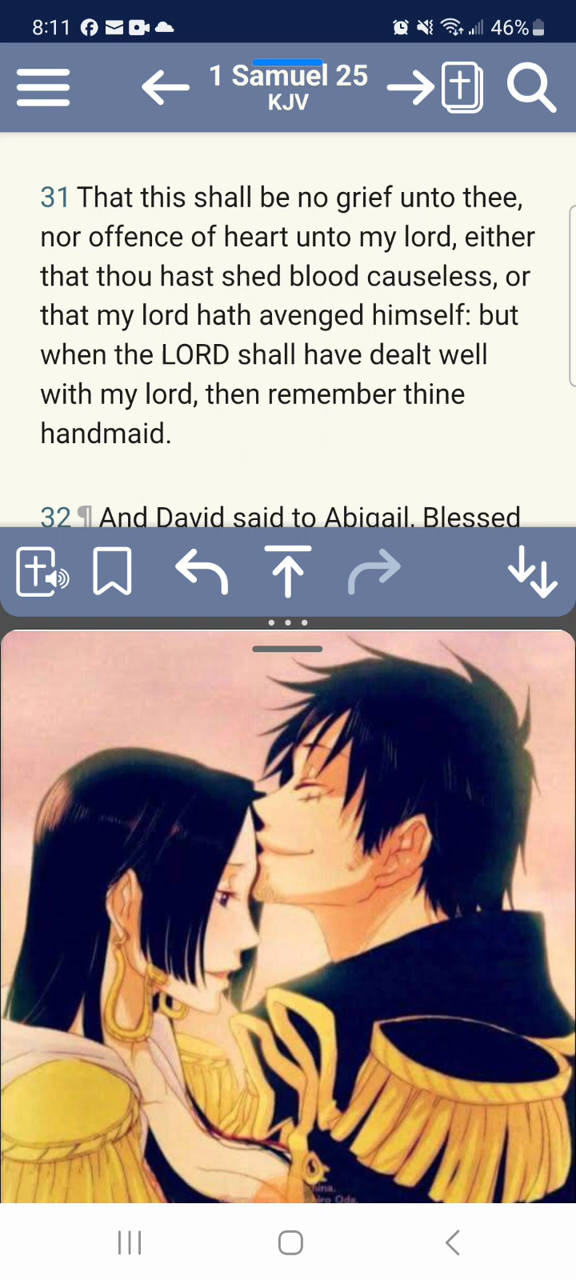 8:11 46%
1 Samuel 25
KJV
31 That this shall be no grief unto thee,
nor offence of heart unto my lord, either
that thou hast shed blood causeless, or
that my lord hath avenged himself: but
when the LORD shall have dealt well
with my lord, then remember thine
handmaid.
32 ¶ And David said to Abigail, Blessed
Oda.